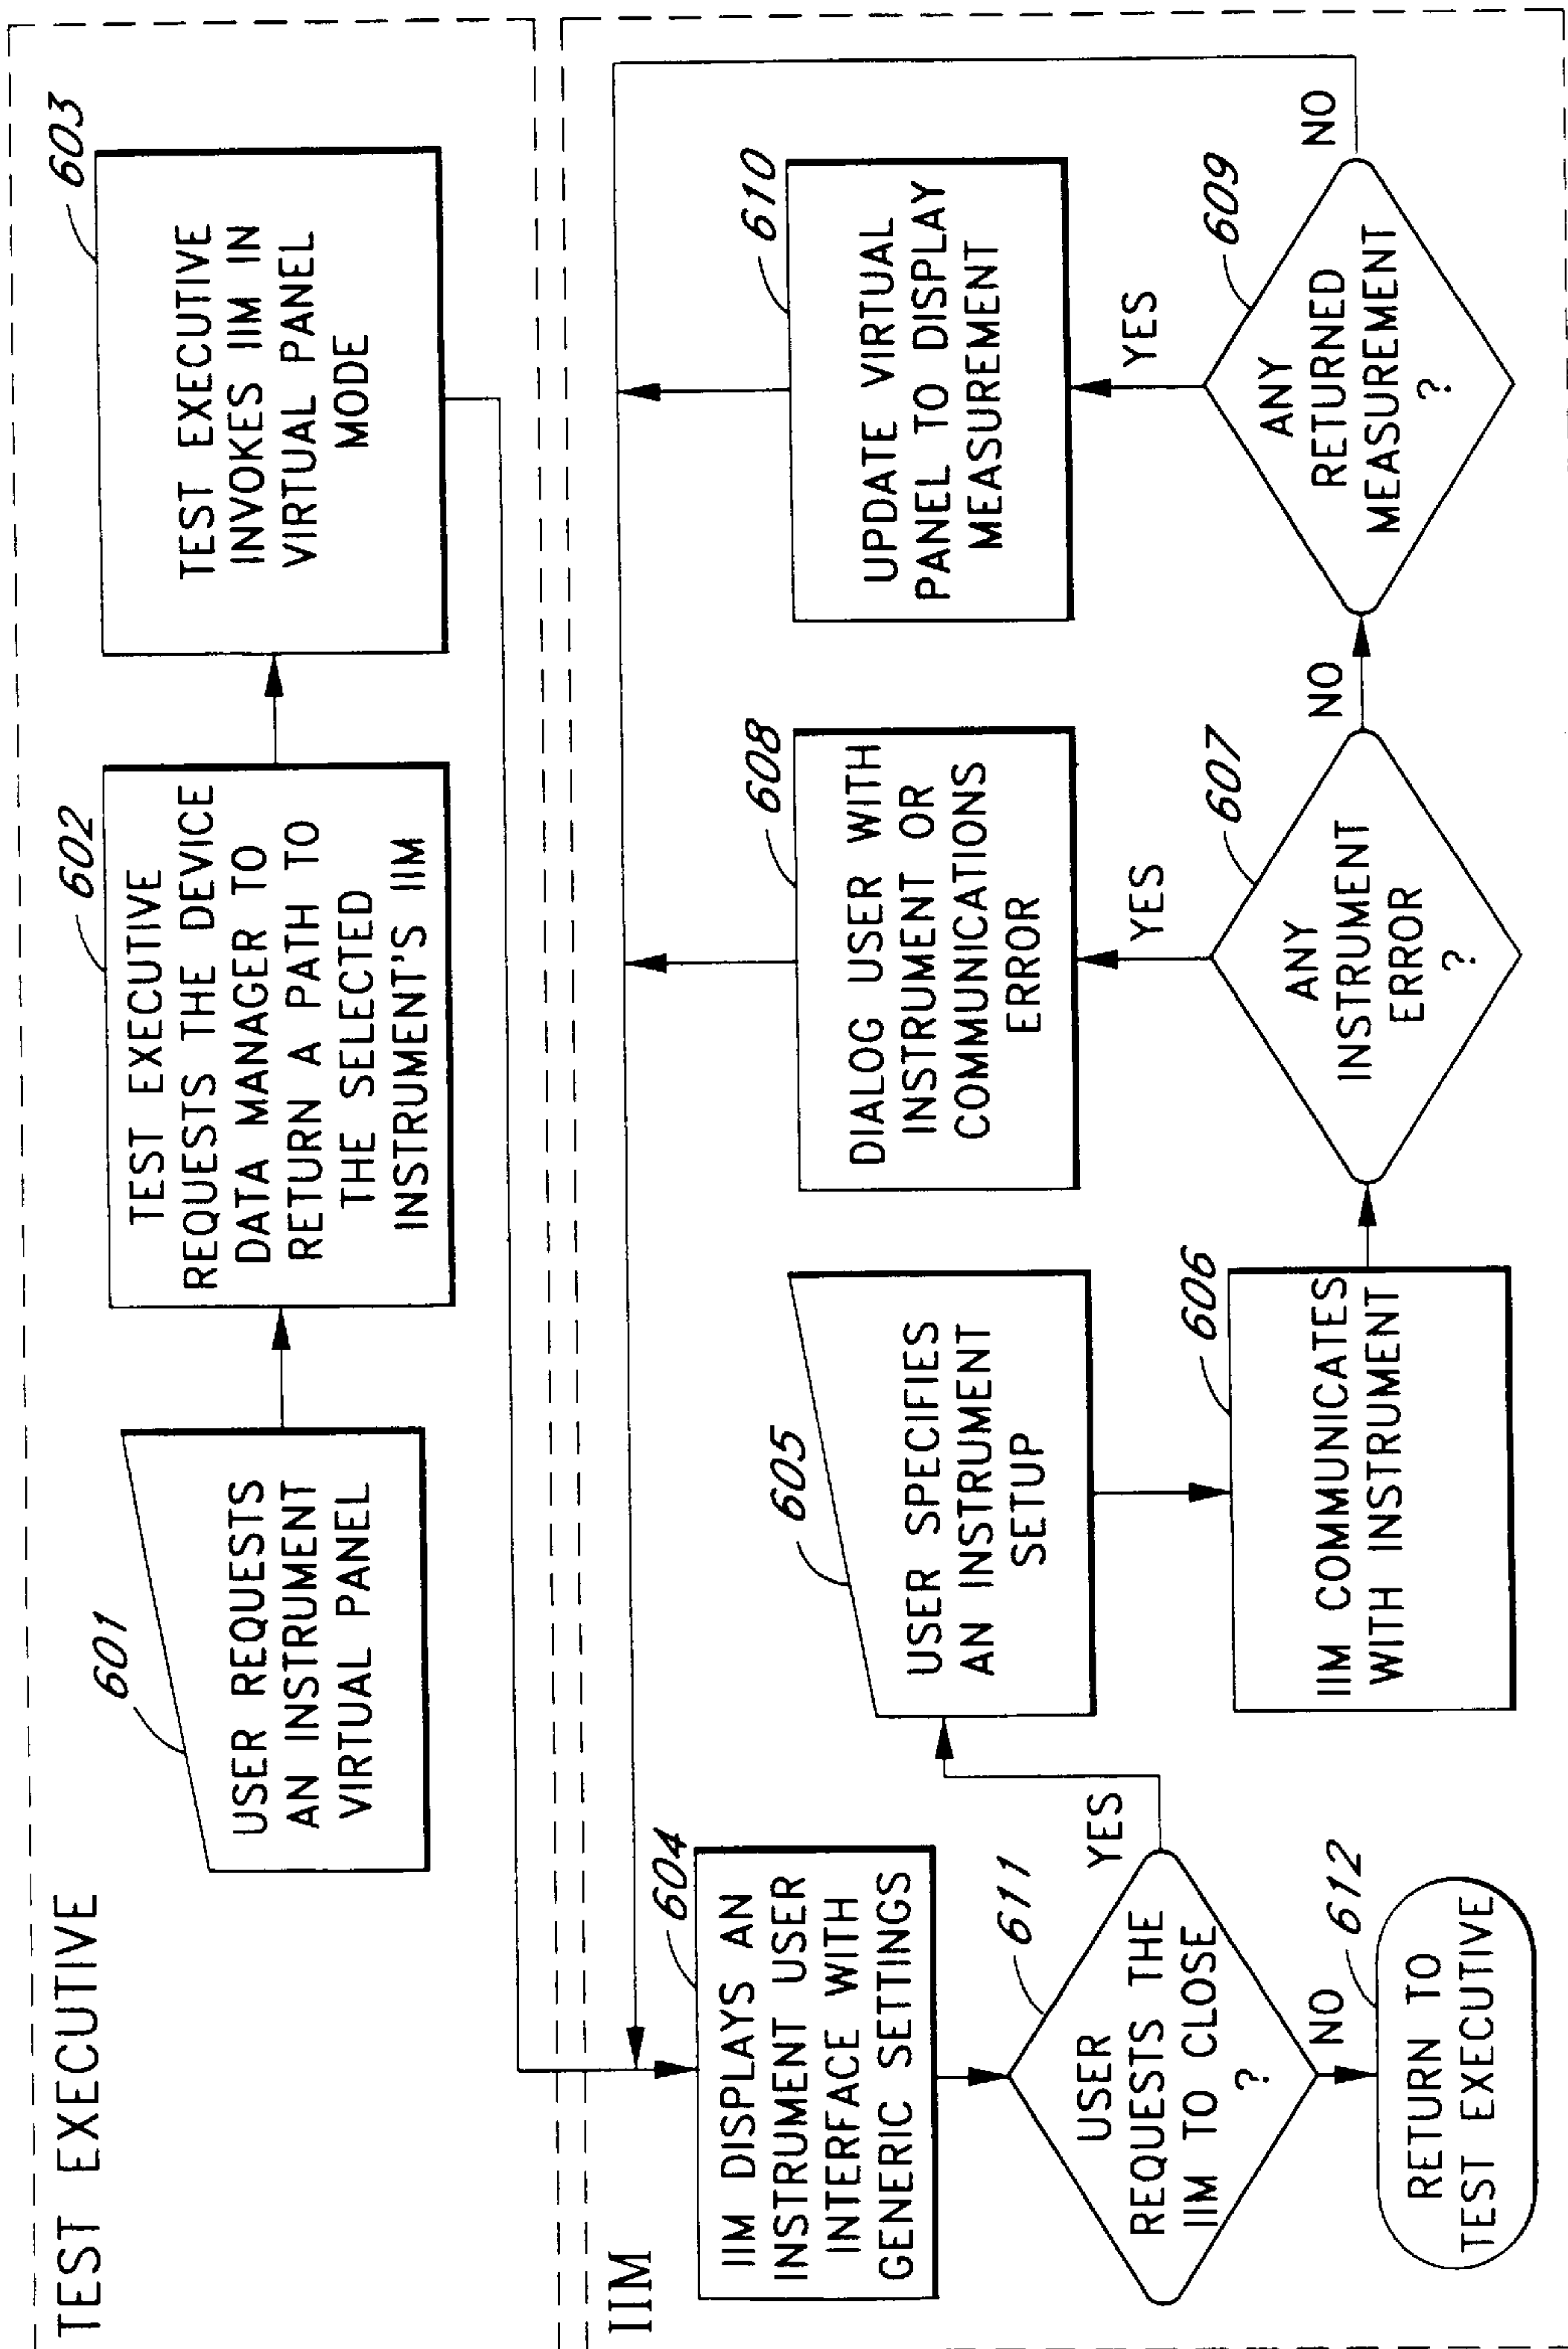 TEST EXECUTIVE
601
USER REQUESTS
AN INSTRUMENT
VIRTUAL PANEL
602
TEST EXECUTIVE
REQUESTS THE DEVICE
DATA MANAGER TO
RETURN A PATH TO
THE SELECTED
INSTRUMENT'S IIM
603
TEST EXECUTIVE
INVOKES IIM IN
VIRTUAL PANEL
MODE
IIM
604
IIM DISPLAYS AN
INSTRUMENT USER
INTERFACE WITH
GENERIC SETTINGS
611
USER
REQUESTS THE
IIM TO CLOSE
?
YES
NO
612
RETURN TO
TEST EXECUTIVE
605
USER SPECIFIES
AN INSTRUMENT
SETUP
606
IIM COMMUNICATES
WITH INSTRUMENT
607
ANY
INSTRUMENT
ERROR
?
YES
NO
608
DIALOG USER WITH
INSTRUMENT OR
COMMUNICATIONS
ERROR
609
ANY
RETURNED
MEASUREMENT
?
YES
NO
610
UPDATE VIRTUAL
PANEL TO DISPLAY
MEASUREMENT